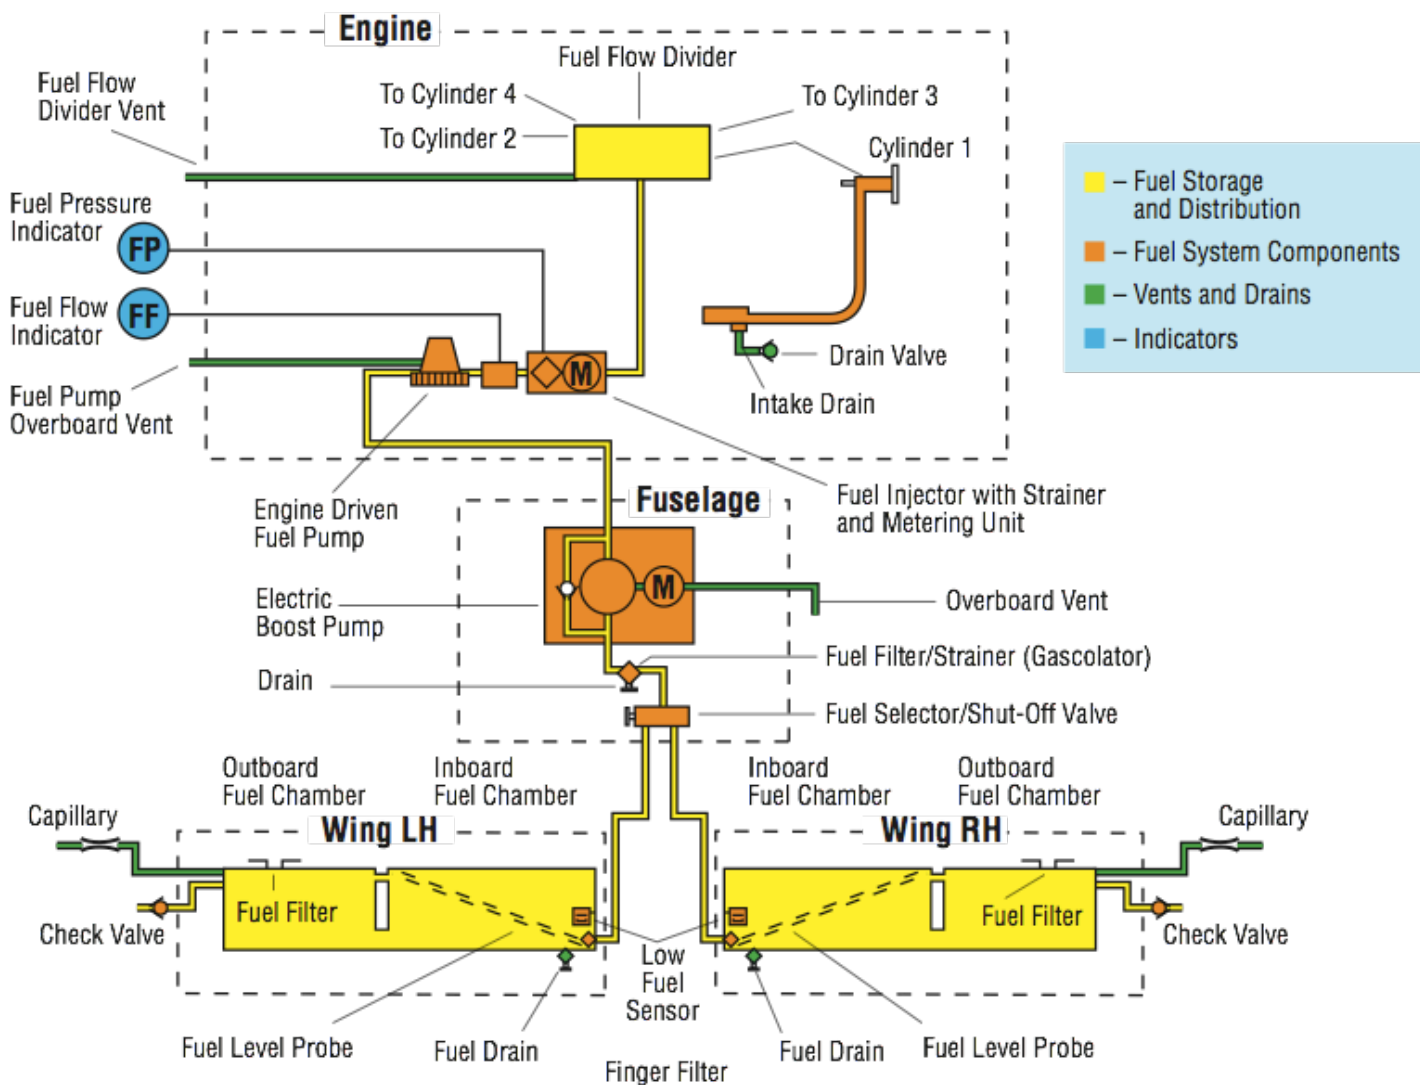 Engine
Fuel Flow Divider
Fuel Flow
Divider Vent
To Cylinder 4
To Cylinder 3
To Cylinder 2
Cylinder 1
– Fuel Storage
and Distribution
– Fuel System Components
– Vents and Drains
– Indicators
Fuel Pressure
Indicator
FP
Fuel Flow
Indicator
FF
M
Drain Valve
Intake Drain
Fuel Pump
Overboard Vent
Engine Driven
Fuel Pump
Fuel Injector with Strainer
and Metering Unit
Fuselage
M
Electric
Boost Pump
Overboard Vent
Fuel Filter/Strainer (Gascolator)
Drain
Fuel Selector/Shut-Off Valve
Outboard
Fuel Chamber
Inboard
Fuel Chamber
Inboard
Fuel Chamber
Outboard
Fuel Chamber
Capillary
Wing LH
Wing RH
Capillary
Fuel Filter
Fuel Filter
Check Valve
Check Valve
Low
Fuel
Sensor
Fuel Level Probe
Fuel Drain
Finger Filter
Fuel Drain
Fuel Level Probe